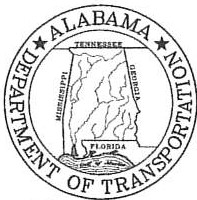 ★ ALABAMA ★
DEPARTMENT OF TRANSPORTATION
TENNESSEE
MISSISSIPPI
GEORGIA
FLORIDA